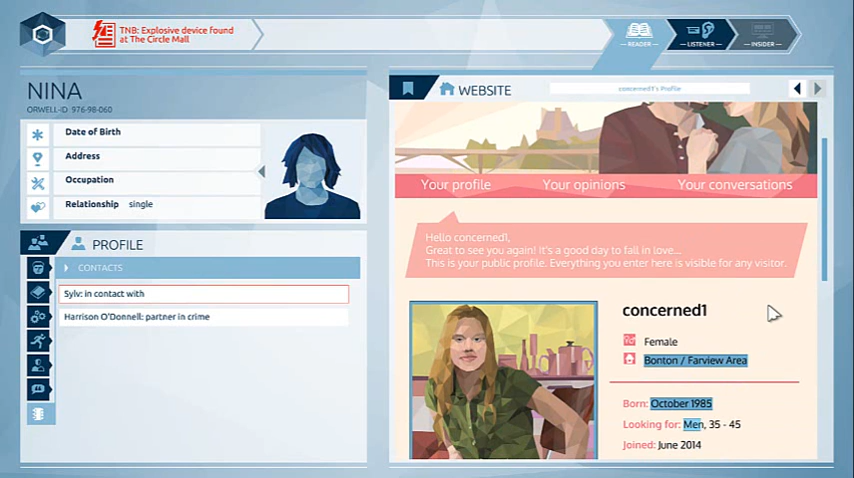 TNB: Explosive device found
at The Circle Mall
READER
LISTENER
INSIDER
NINA
ORWELL-ID 976-98-060
Date of Birth
Address
Occupation
Relationship single
PROFILE
CONTACTS
Sylv: in contact with
Harrison O'Donnell: partner in crime
WEBSITE
concerned1's Profile
Your profile Your opinions Your conversations
Hello concerned1,
Great to see you again! It's a good day to fall in love...
This is your public profile. Everything you enter here is visible for any visitor.
concerned1
Female
Bonton / Farview Area
Born: October 1985
Looking for: Men, 35 - 45
Joined: June 2014